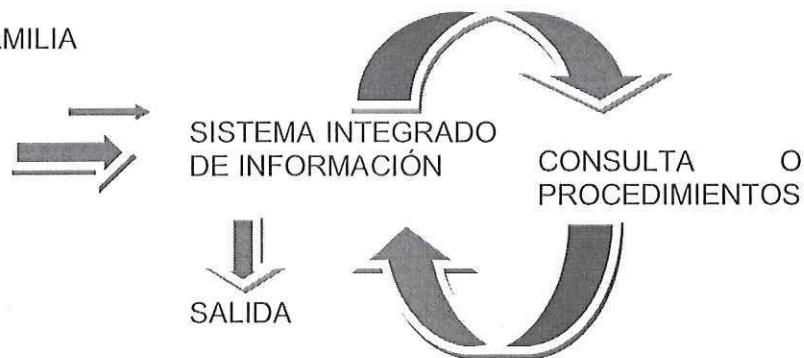 AMILIA
SISTEMA INTEGRADO
DE INFORMACIÓN
CONSULTA O
PROCEDIMIENTOS
SALIDA